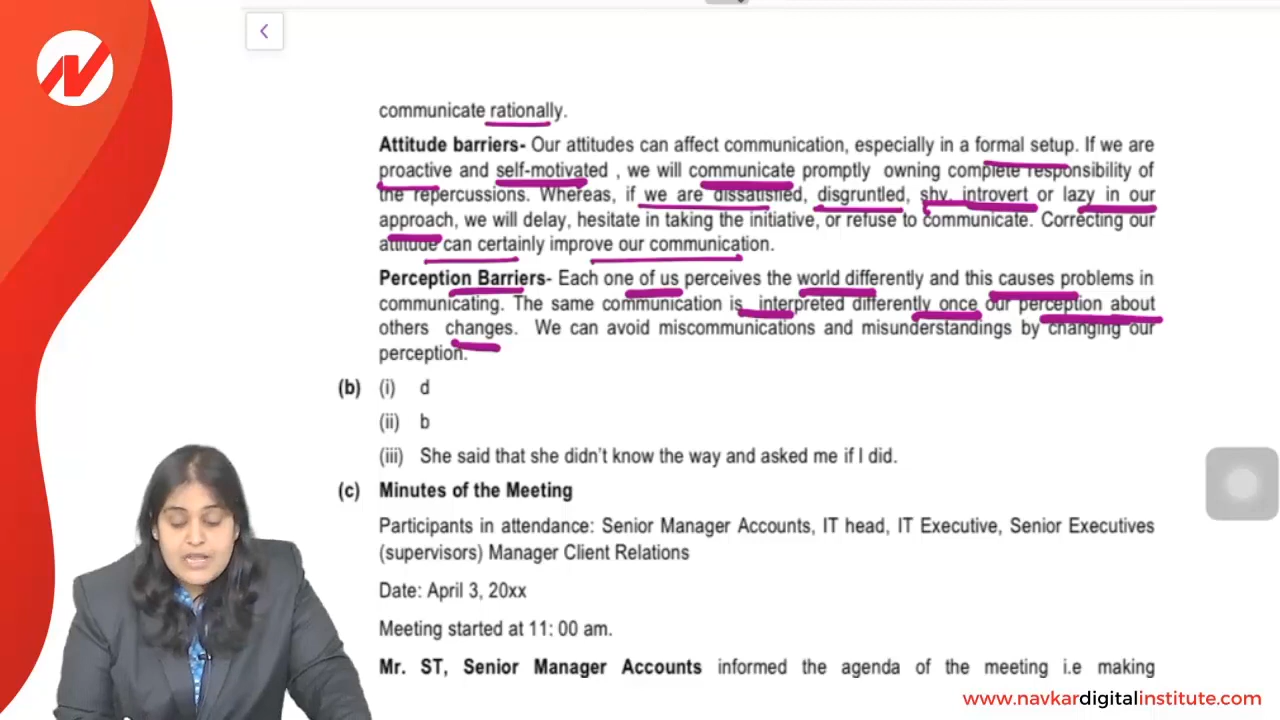 communicate rationally.
Attitude barriers- Our attitudes can affect communication, especially in a formal setup. If we are
proactive and self-motivated , we will communicate promptly owning complete responsibility of
the repercussions. Whereas, if we are dissatisfied, disgruntled, shy, introvert or lazy in our
approach, we will delay, hesitate in taking the initiative, or refuse to communicate. Correcting our
attitude can certainly improve our communication.
Perception Barriers- Each one of us perceives the world differently and this causes problems in
communicating. The same communication is interpreted differently once our perception about
others changes. We can avoid miscommunications and misunderstandings by changing our
perception.
(b) (i) d
(ii) b
(iii) She said that she didn't know the way and asked me if I did.
(c) Minutes of the Meeting
Participants in attendance: Senior Manager Accounts, IT head, IT Executive, Senior Executives
(supervisors) Manager Client Relations
Date: April 3, 20xx
Meeting started at 11: 00 am.
Mr. ST, Senior Manager Accounts informed the agenda of the meeting i.e making
www.navkardigitalinstitute.com